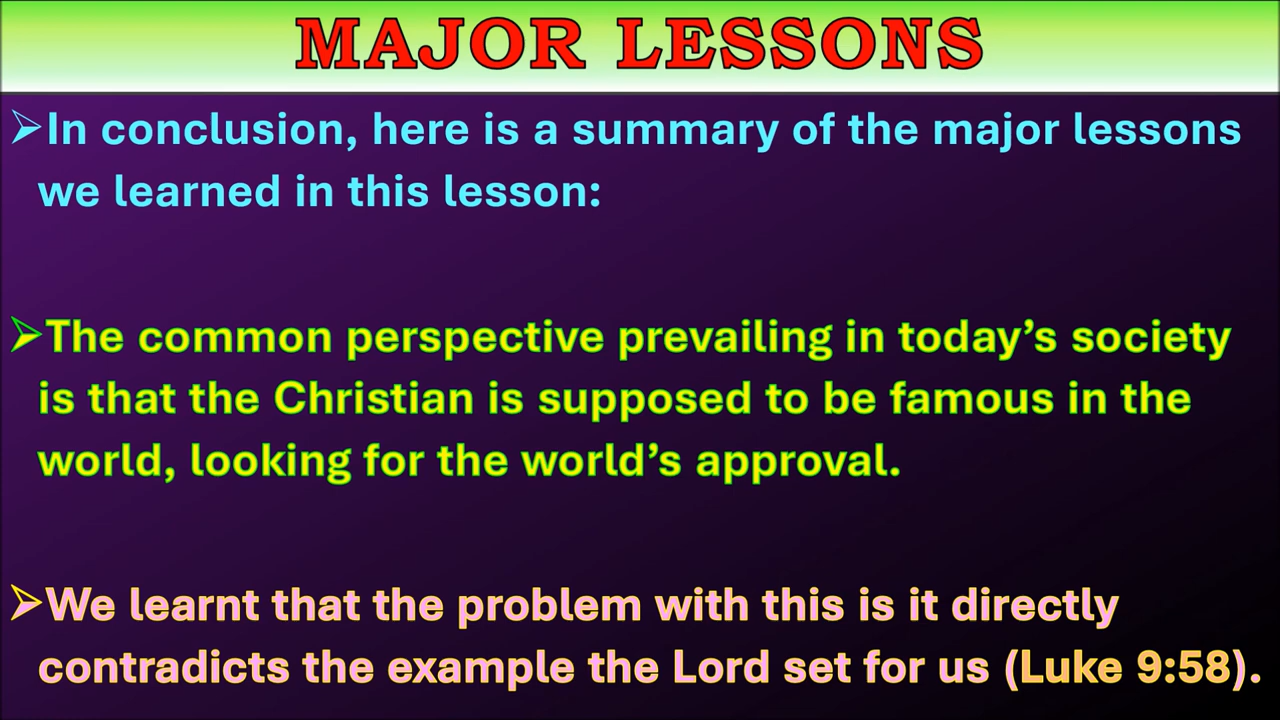 MAJOR LESSONS
➢In conclusion, here is a summary of the major lessons
we learned in this lesson:
➢The common perspective prevailing in today’s society
is that the Christian is supposed to be famous in the
world, looking for the world’s approval.
➢We learnt that the problem with this is it directly
contradicts the example the Lord set for us (Luke 9:58).